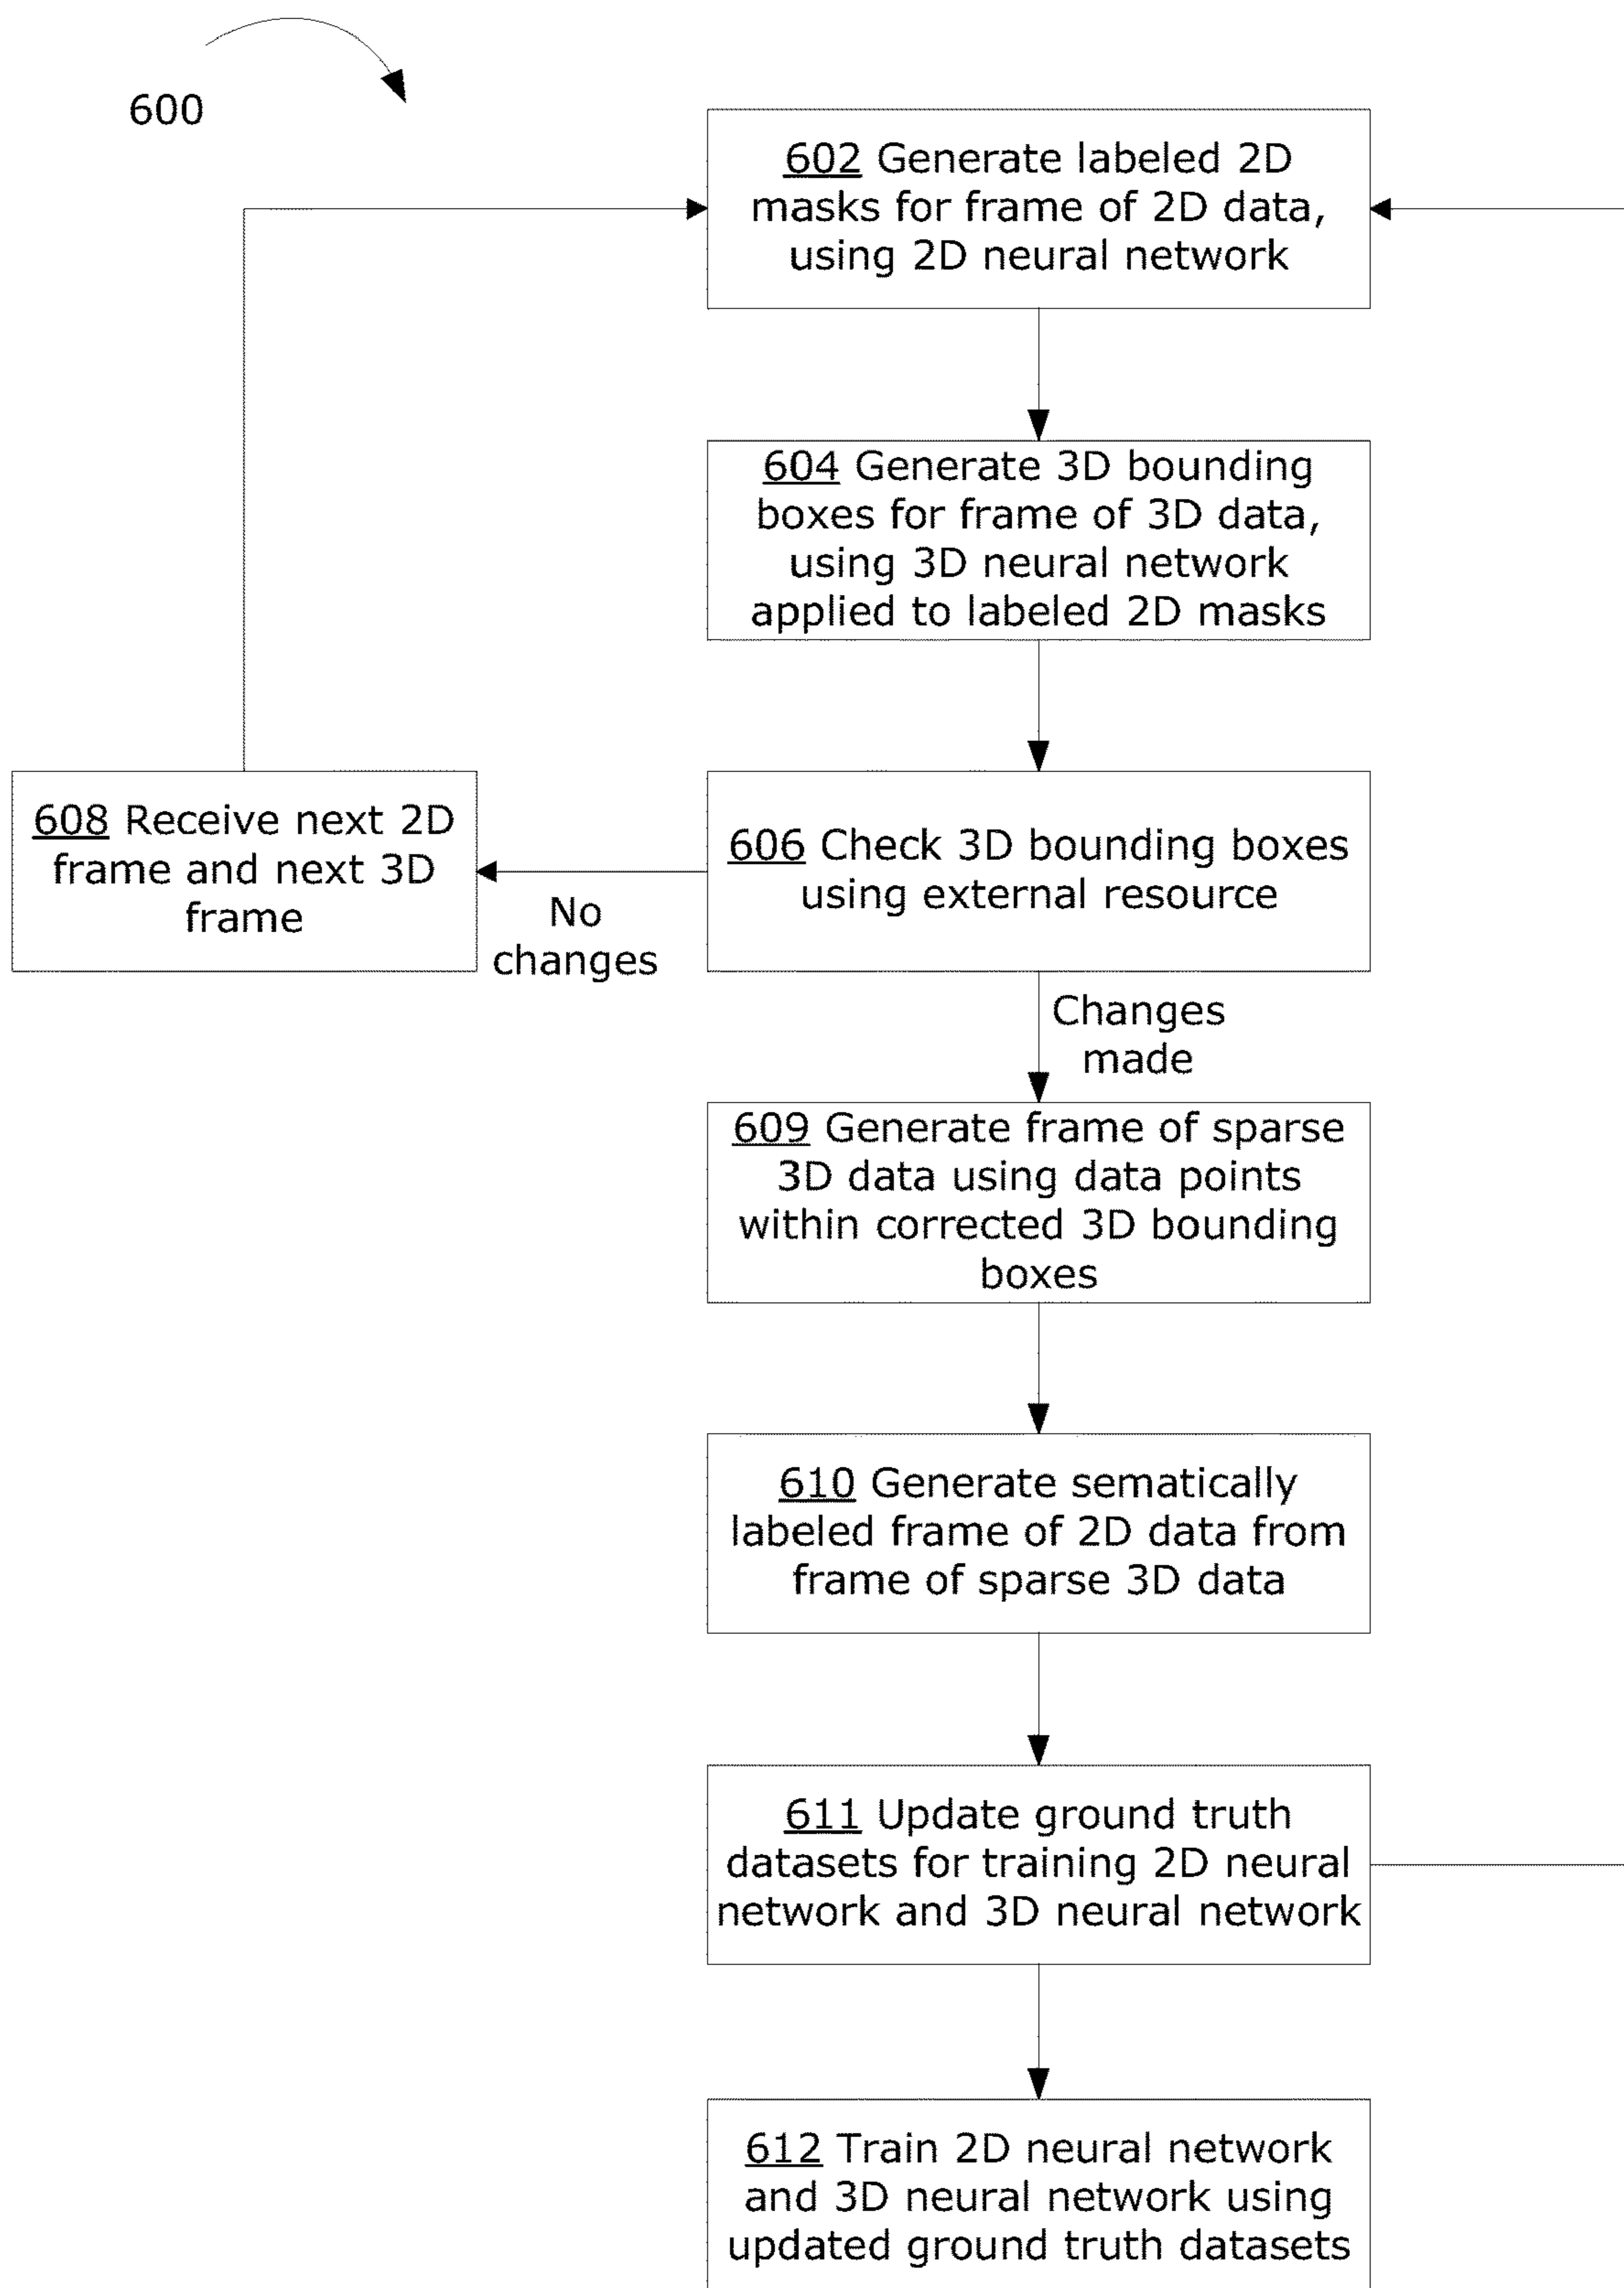 600
602 Generate labeled 2D
masks for frame of 2D data,
using 2D neural network
604 Generate 3D bounding
boxes for frame of 3D data,
using 3D neural network
applied to labeled 2D masks
608 Receive next 2D
frame and next 3D
frame
No
changes
606 Check 3D bounding boxes
using external resource
Changes
made
609 Generate frame of sparse
3D data using data points
within corrected 3D bounding
boxes
610 Generate sematically
labeled frame of 2D data from
frame of sparse 3D data
611 Update ground truth
datasets for training 2D neural
network and 3D neural network
612 Train 2D neural network
and 3D neural network using
updated ground truth datasets